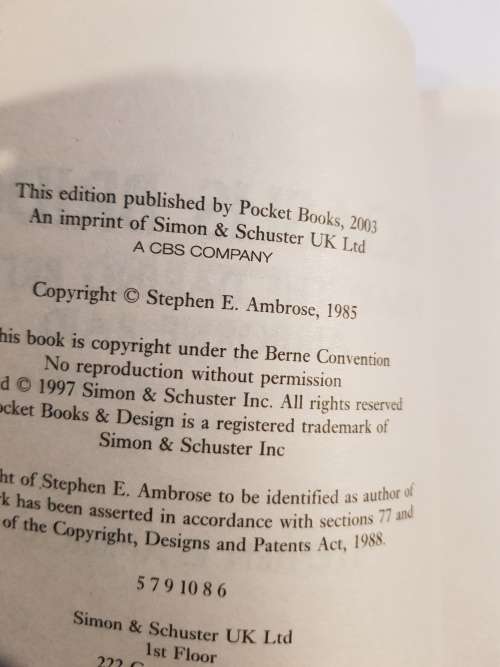 This edition published by Pocket Books, 2003
An imprint of Simon & Schuster UK Ltd
A CBS COMPANY
Copyright © Stephen E. Ambrose, 1985
his book is copyright under the Berne Convention
No reproduction without permission
d © 1997 Simon & Schuster Inc. All rights reserved
ocket Books & Design is a registered trademark of
Simon & Schuster Inc
ht of Stephen E. Ambrose to be identified as author of
k has been asserted in accordance with sections 77 and
of the Copyright, Designs and Patents Act, 1988.
5 7 9 10 8 6
Simon & Schuster UK Ltd
1st Floor
222